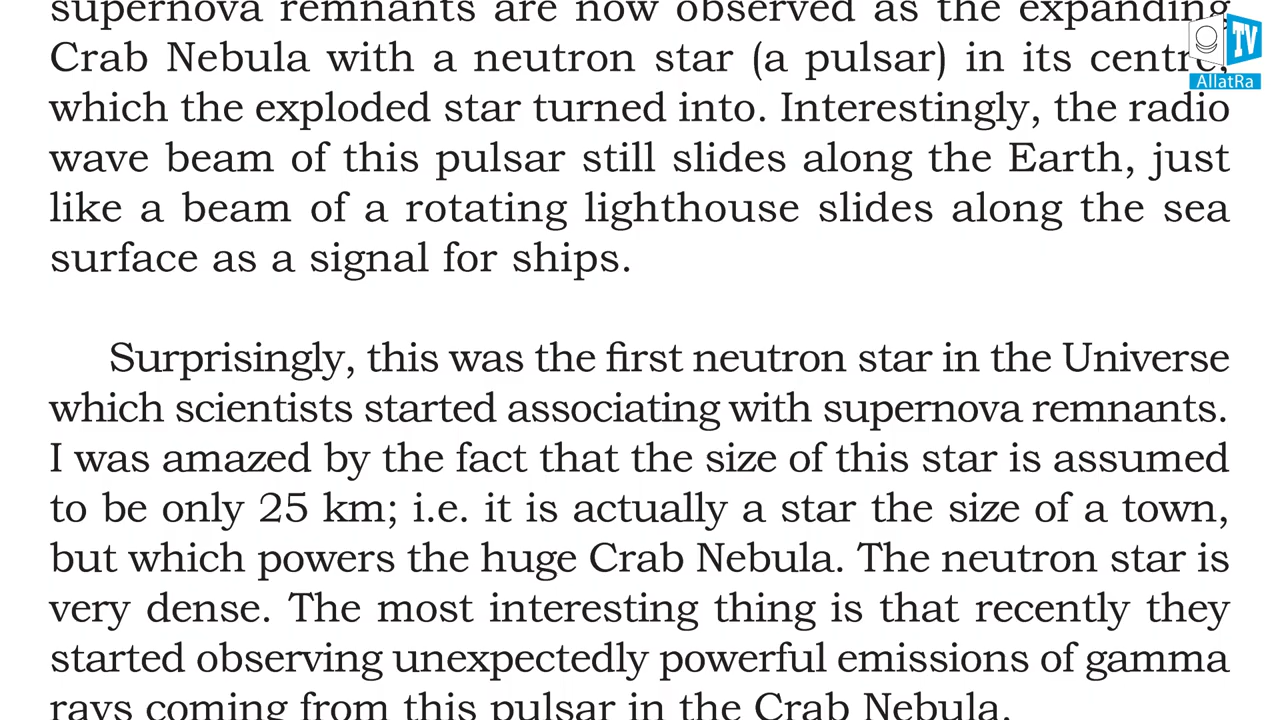 supernova remnants are now observed as the expanding
Crab Nebula with a neutron star (a pulsar) in its centre,
which the exploded star turned into. Interestingly, the radio
wave beam of this pulsar still slides along the Earth, just
like a beam of a rotating lighthouse slides along the sea
surface as a signal for ships.
Surprisingly, this was the first neutron star in the Universe
which scientists started associating with supernova remnants.
I was amazed by the fact that the size of this star is assumed
to be only 25 km; i.e. it is actually a star the size of a town,
but which powers the huge Crab Nebula. The neutron star is
very dense. The most interesting thing is that recently they
started observing unexpectedly powerful emissions of gamma
rays coming from this pulsar in the Crab Nebula.
TV
AllatRa